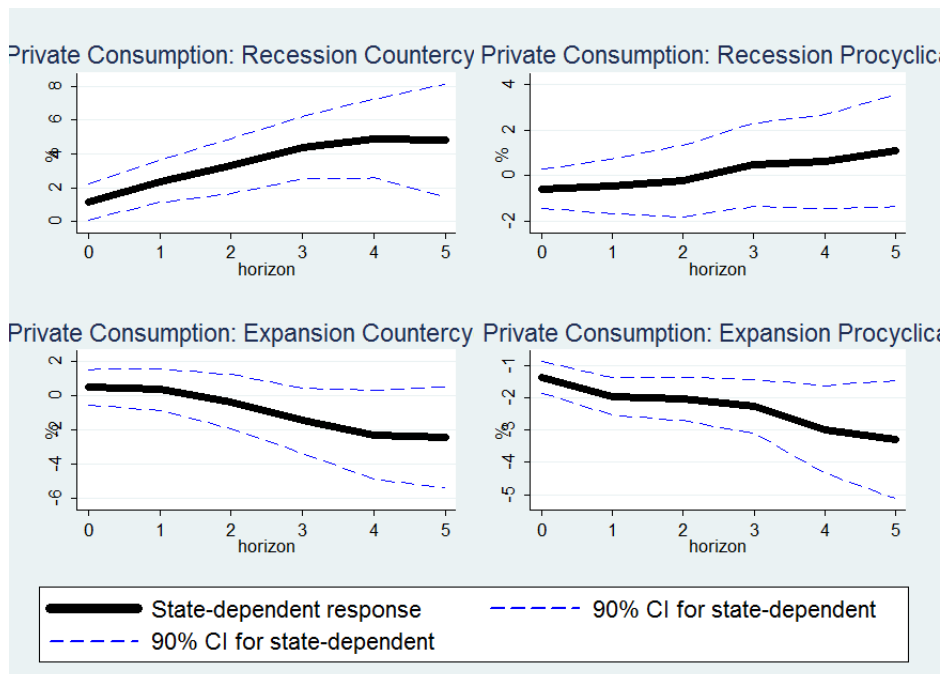 Private Consumption: Recession Countercy
Private Consumption: Recession Procyclica
8
6
4
2
0
%
0 1 2 3 4 5
horizon
4
2
0
-2
%
0 1 2 3 4 5
horizon
Private Consumption: Expansion Countercy
Private Consumption: Expansion Procyclica
2
0
-2
-4
-6
%
0 1 2 3 4 5
horizon
-1
-2
-3
-4
-5
%
0 1 2 3 4 5
horizon
State-dependent response
90% CI for state-dependent
90% CI for state-dependent